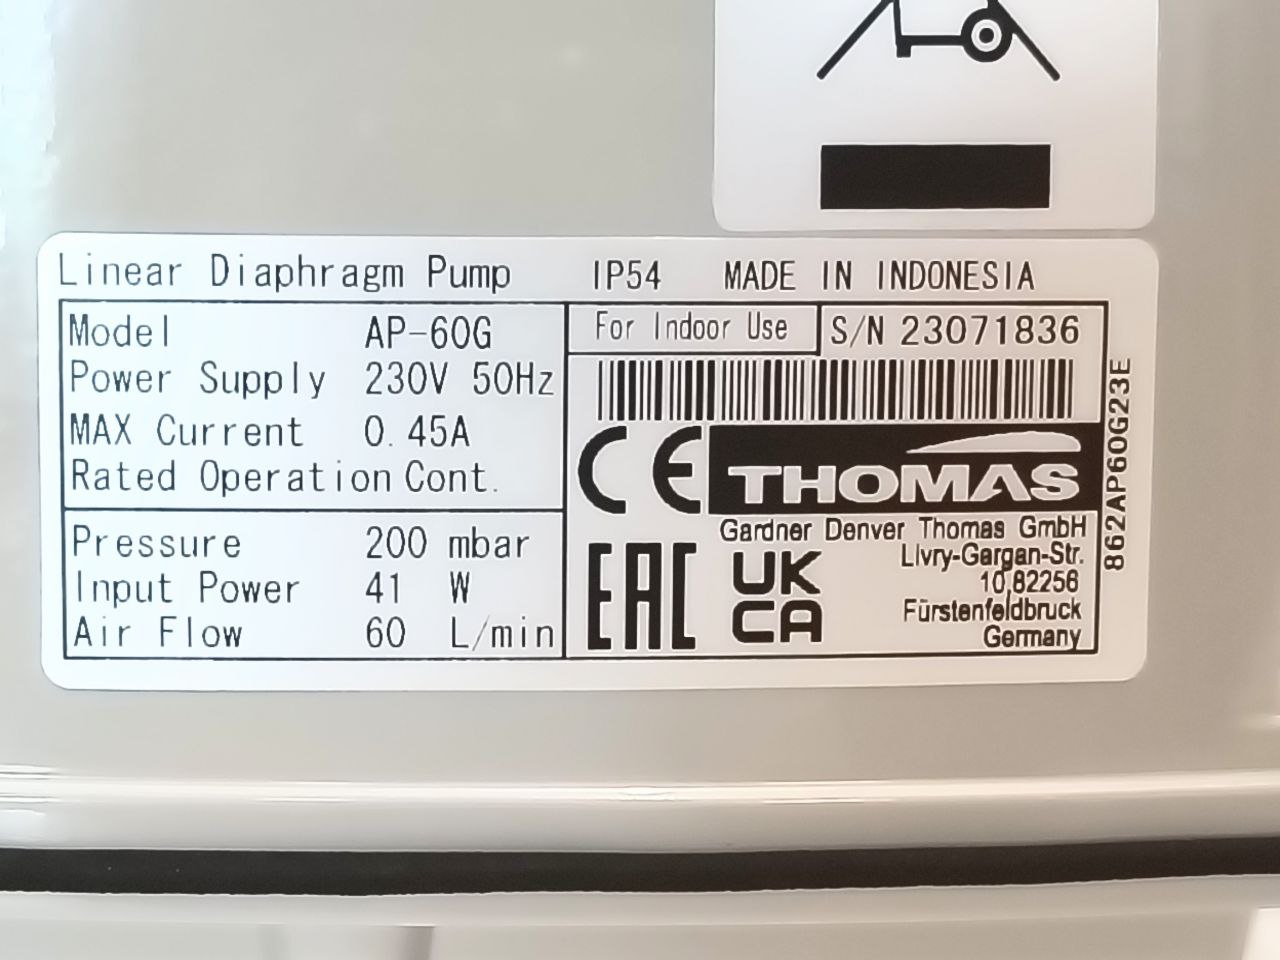 Linear Diaphragm Pump IP54 MADE IN INDONESIA
Model AP-60G
Power Supply 230V 50Hz
MAX Current 0.45A
Rated Operation Cont.
Pressure 200 mbar
Input Power 41 W
Air Flow 60 L/min
For Indoor Use
S/N 23071836
CE
THOMAS
Gardner Denver Thomas GmbH
Livry-Gargan-Str.
10,82256
Fürstenfeldbruck
Germany
EAC
UK
CA
862AP60G23E